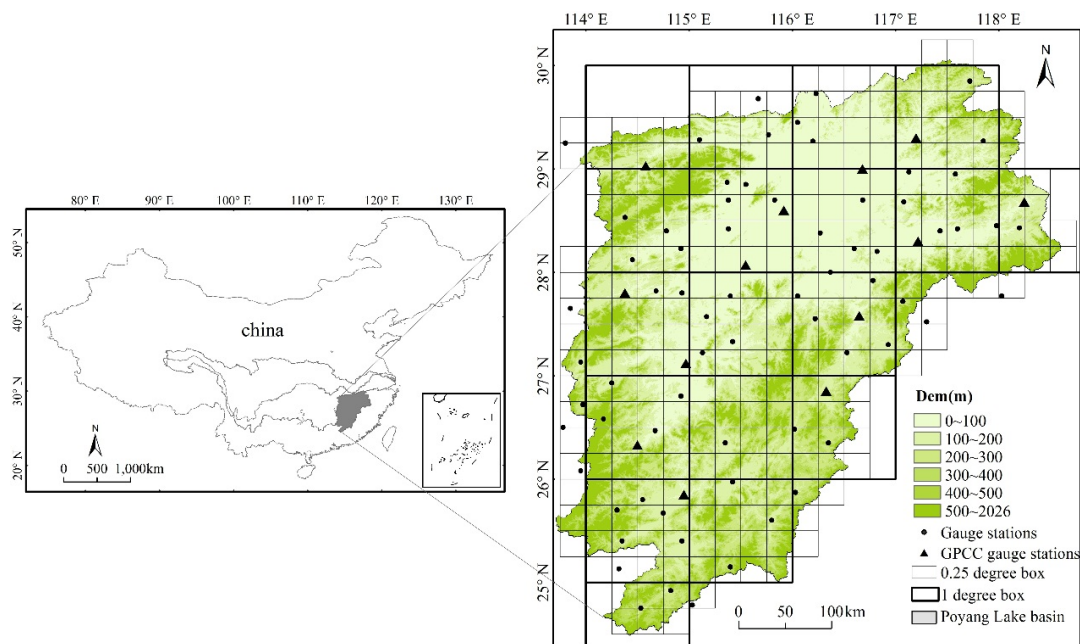 80° E 90° E 100° E 110° E 120° E 130° E
50° N
40° N
30° N
20° N
china
N
0 500 1,000km
114° E 115° E 116° E 117° E 118° E
30° N
29° N
28° N
27° N
26° N
25° N
N
Dem(m)
0~100
100~200
200~300
300~400
400~500
500~2026
Gauge stations
GPCC gauge stations
0.25 degree box
1 degree box
Poyang Lake basin
0 50 100km